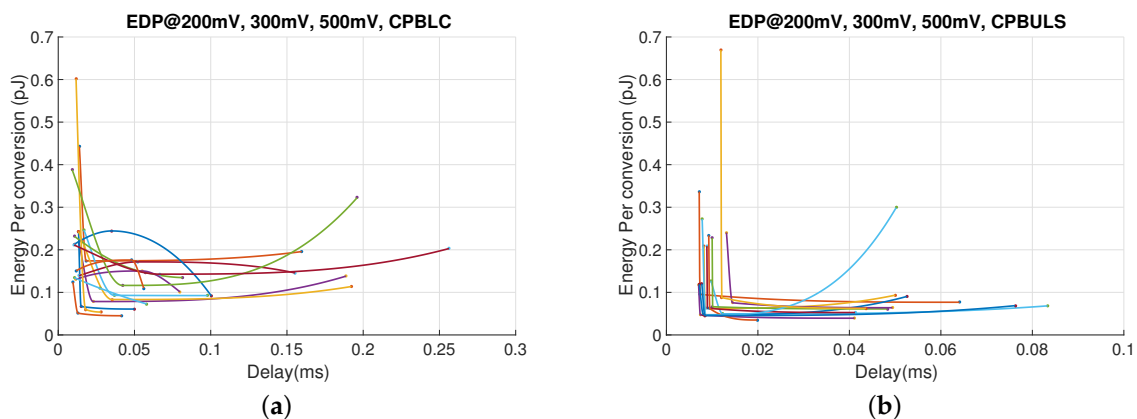 EDP@200mV, 300mV, 500mV, CPBLC
Energy Per conversion (pJ)
0.7
0.6
0.5
0.4
0.3
0.2
0.1
0
0 0.05 0.1 0.15 0.2 0.25 0.3
Delay(ms)
(a)
EDP@200mV, 300mV, 500mV, CPBULS
Energy Per conversion (pJ)
0.7
0.6
0.5
0.4
0.3
0.2
0.1
0
0 0.02 0.04 0.06 0.08 0.1
Delay(ms)
(b)